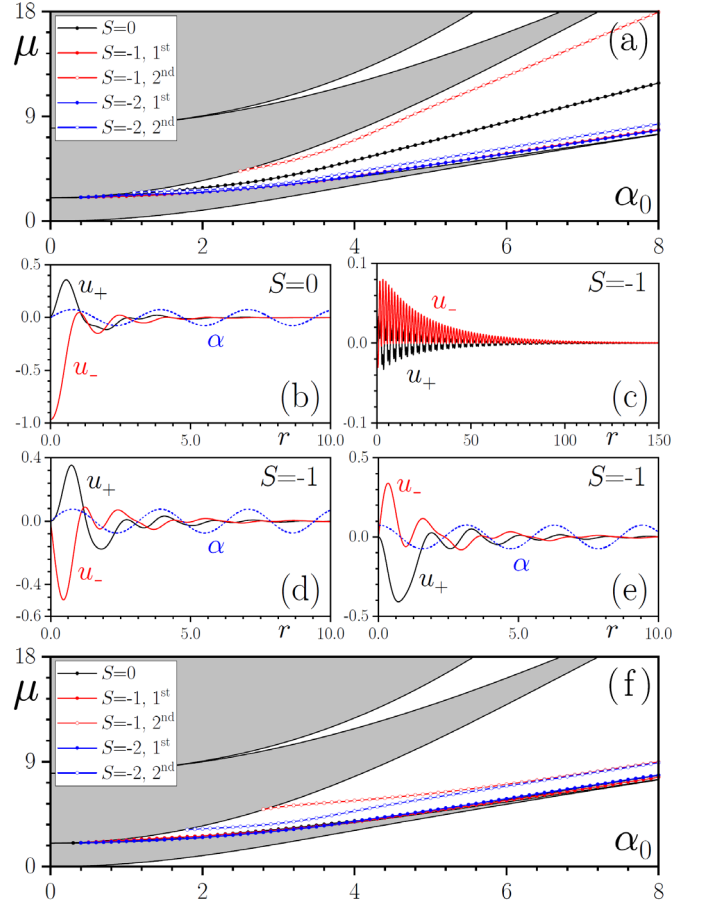 18
μ
9
0
S=0
S=-1, 1st
S=-1, 2nd
S=-2, 1st
S=-2, 2nd
(a)
α0
0 2 4 6 8
0.5
0.0
-0.5
-1.0
u+
S=0
α
u-
(b)
0.0 5.0 r 10.0
0.1
0.0
-0.1
S=-1
u-
u+
(c)
0 50 r 100 150
0.4
0.0
-0.4
-0.6
u+
S=-1
α
u-
(d)
0.0 5.0 r 10.0
0.5
0.0
-0.5
u-
S=-1
α
u+
(e)
0.0 5.0 r 10.0
18
μ
9
0
S=0
S=-1, 1st
S=-1, 2nd
S=-2, 1st
S=-2, 2nd
(f)
α0
0 2 4 6 8